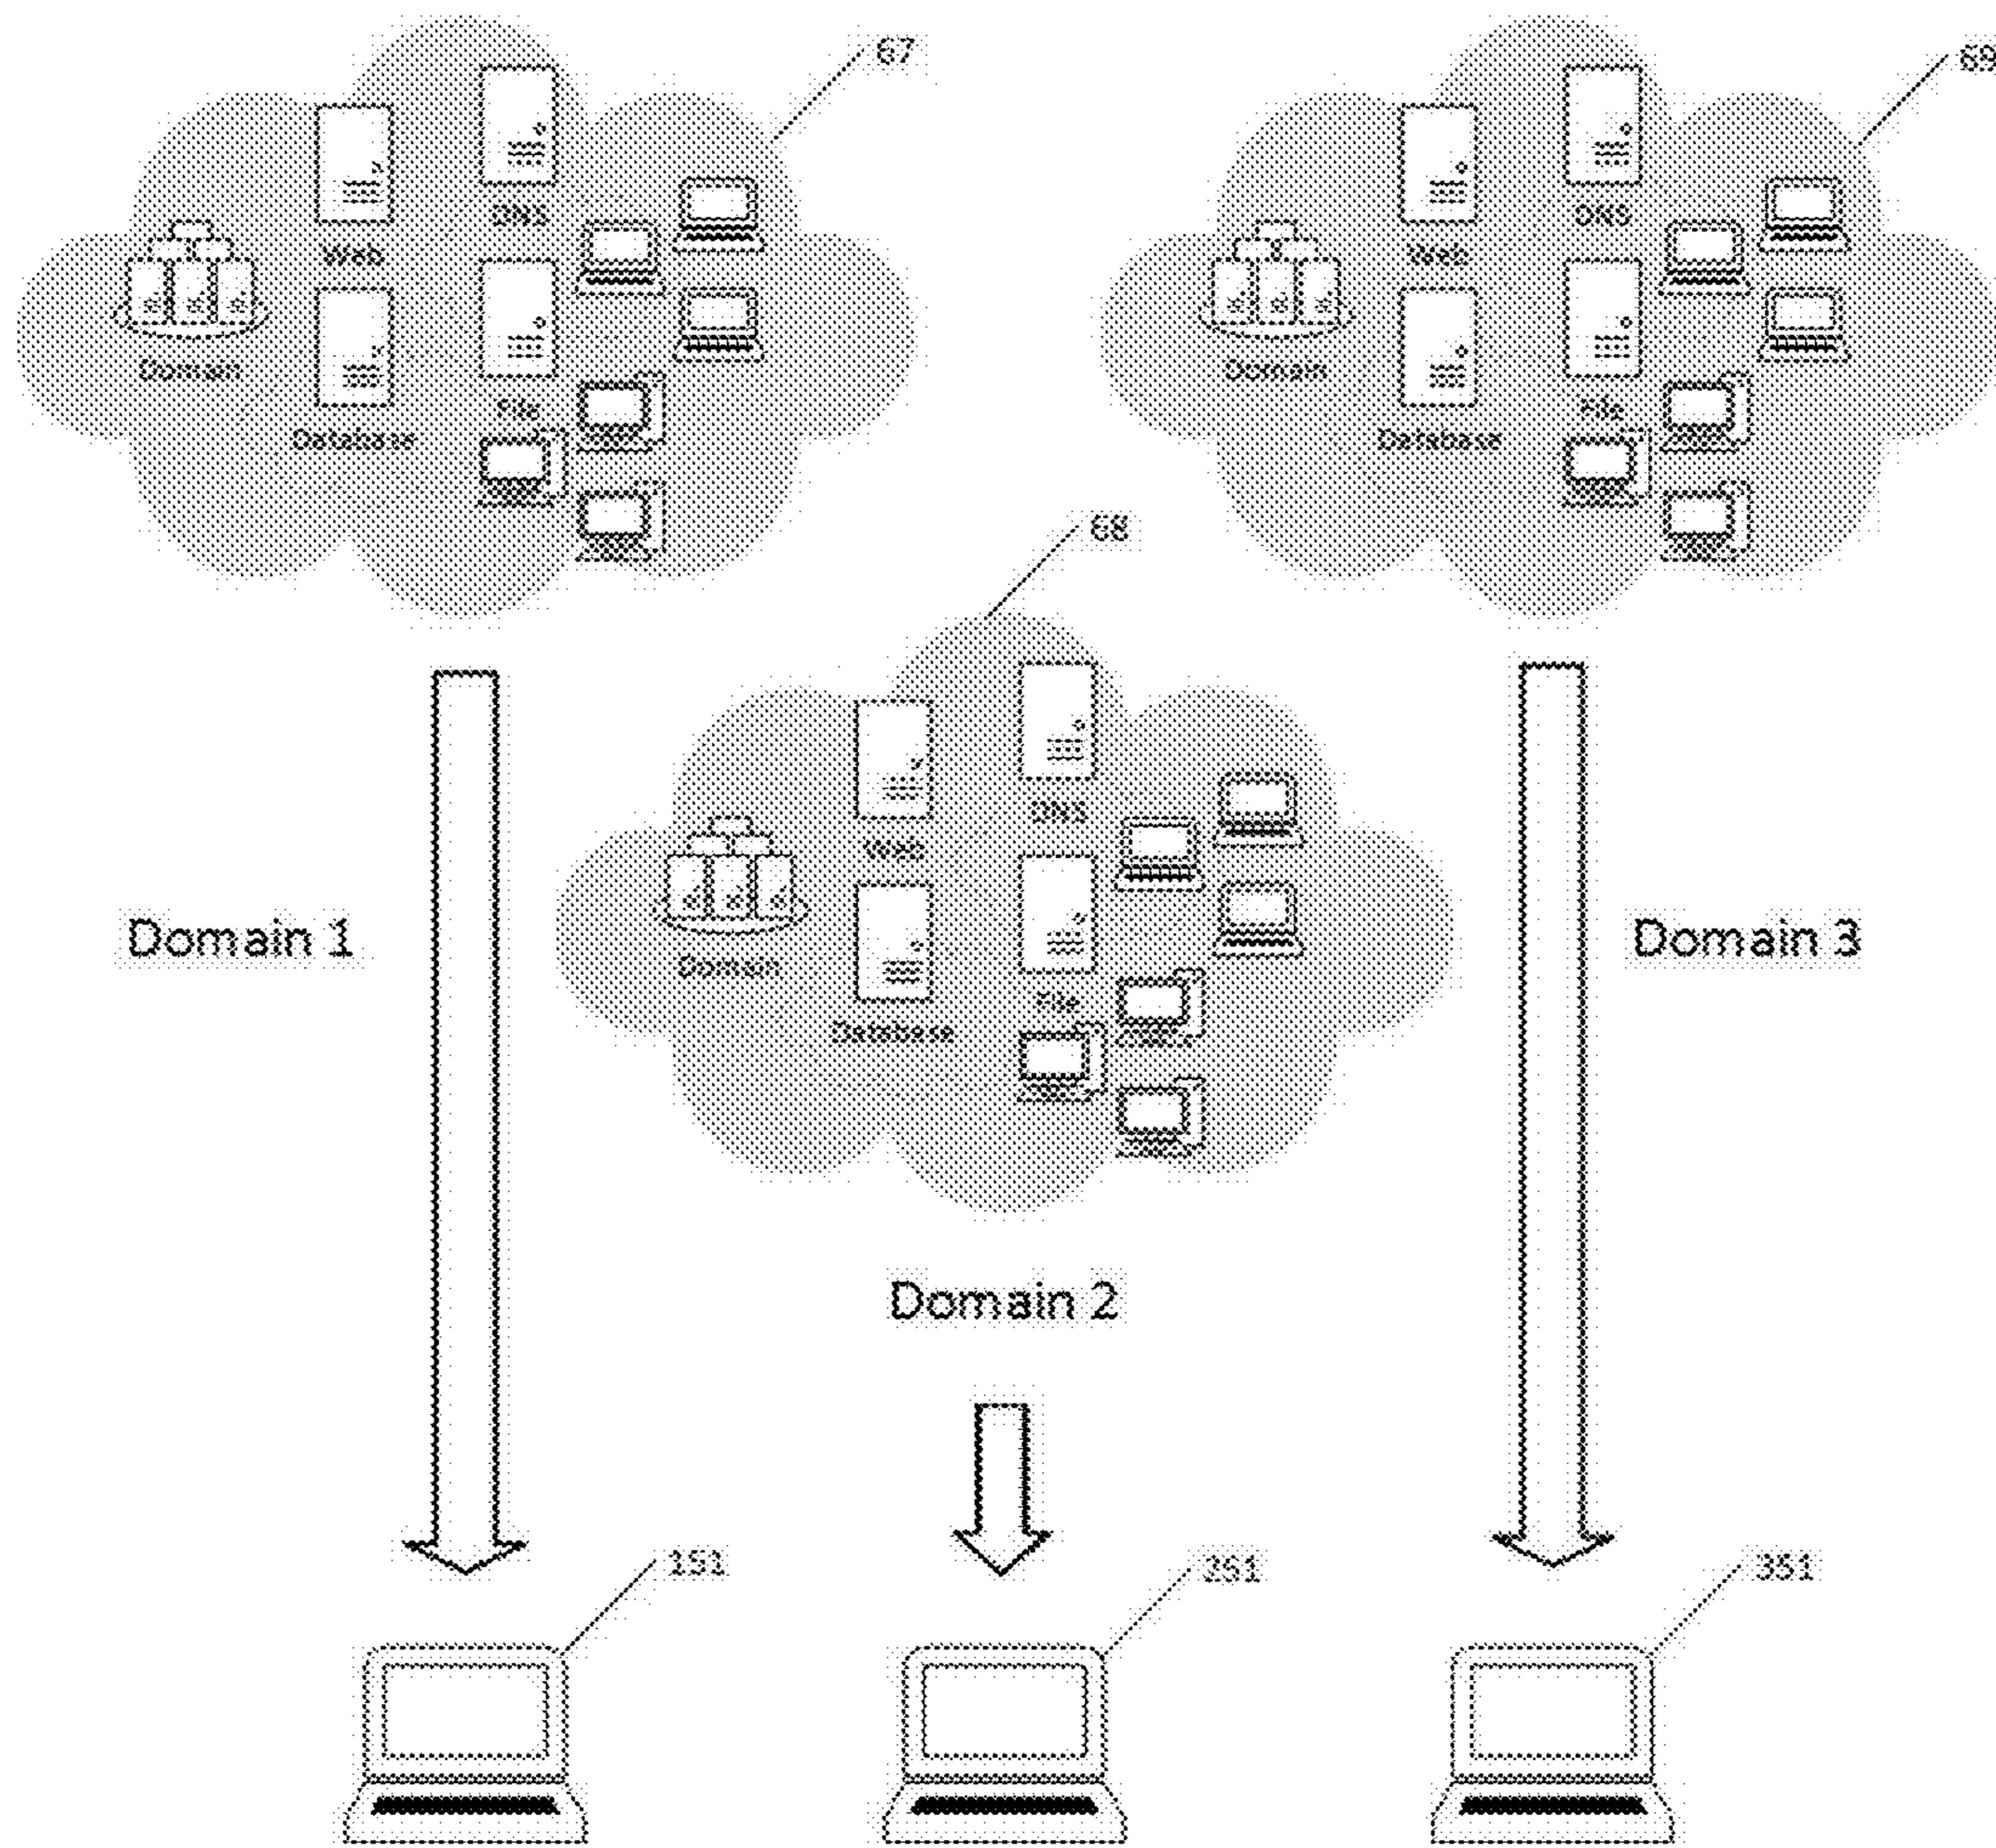 67
69
DNS
Web
Domain
File
Database
DNS
Web
Domain
File
Database
68
DNS
Web
Domain
File
Database
Domain 1
Domain 3
Domain 2
151
251
351